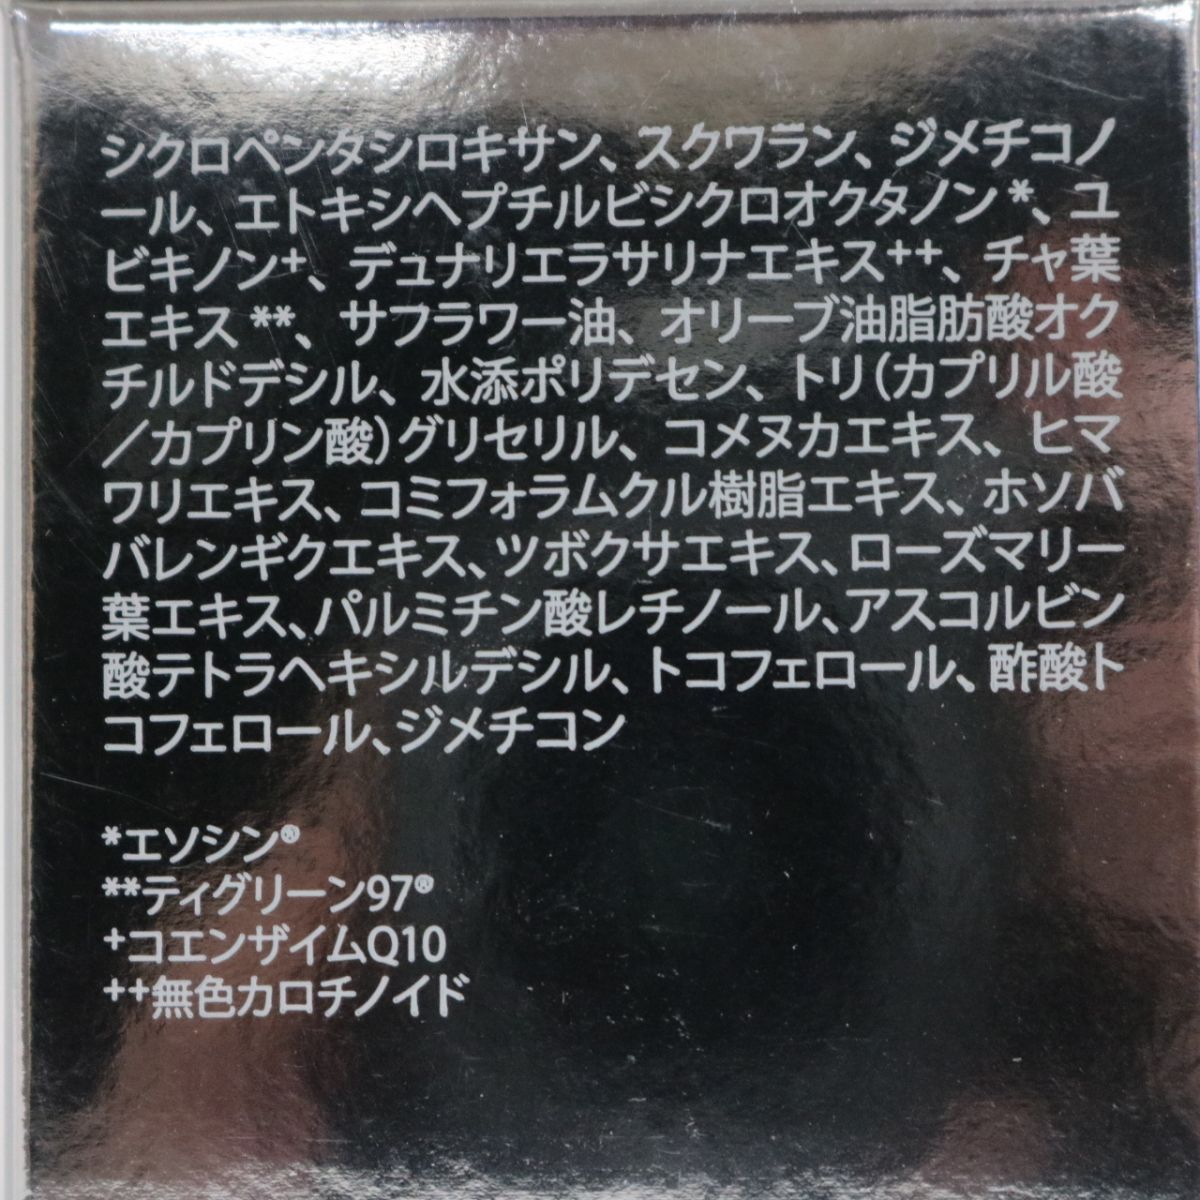 シクロペンタシロキサン、スクワラン、ジメチコノ
ール、エトキシヘプチルビシクロオクタノン*、ユ
ビキノン+、デュナリエラサリナエキス++、チャ葉
エキス**、サフラワー油、オリーブ油脂肪酸オク
チルドデシル、水添ポリデセン、トリ(カプリル酸
/カプリン酸)グリセリル、コメヌカエキス、ヒマ
ワリエキス、コミフォラムクル樹脂エキス、ホソバ
バレンギクエキス、ツボクサエキス、ローズマリー
葉エキス、パルミチン酸レチノール、アスコルビン
酸テトラヘキシルデシル、トコフェロール、酢酸ト
コフェロール、ジメチコン
*エソシン®
**ティグリーン97®
+コエンザイムQ10
++無色カロチノイド